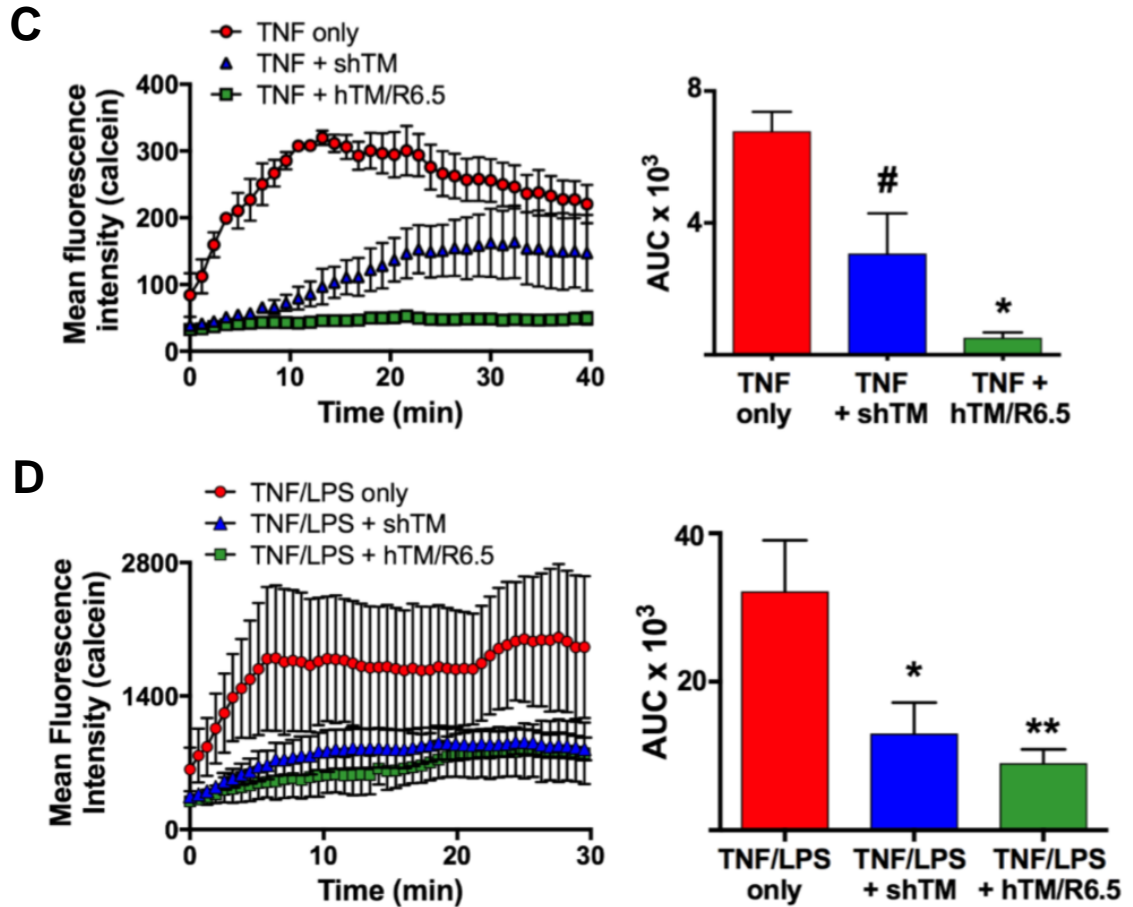 C
TNF only
TNF + shTM
TNF + hTM/R6.5
Mean fluorescence
intensity (calcein)
400
300
200
100
0
0 10 20 30 40
Time (min)
AUC x 10³
8
4
#
*
TNF
only
TNF
+ shTM
TNF +
hTM/R6.5
D
TNF/LPS only
TNF/LPS + shTM
TNF/LPS + hTM/R6.5
Mean Fluorescence
Intensity (calcein)
2800
1400
0
0 10 20 30
Time (min)
AUC x 10³
40
20
*
**
TNF/LPS
only
TNF/LPS
+ shTM
TNF/LPS
+ hTM/R6.5